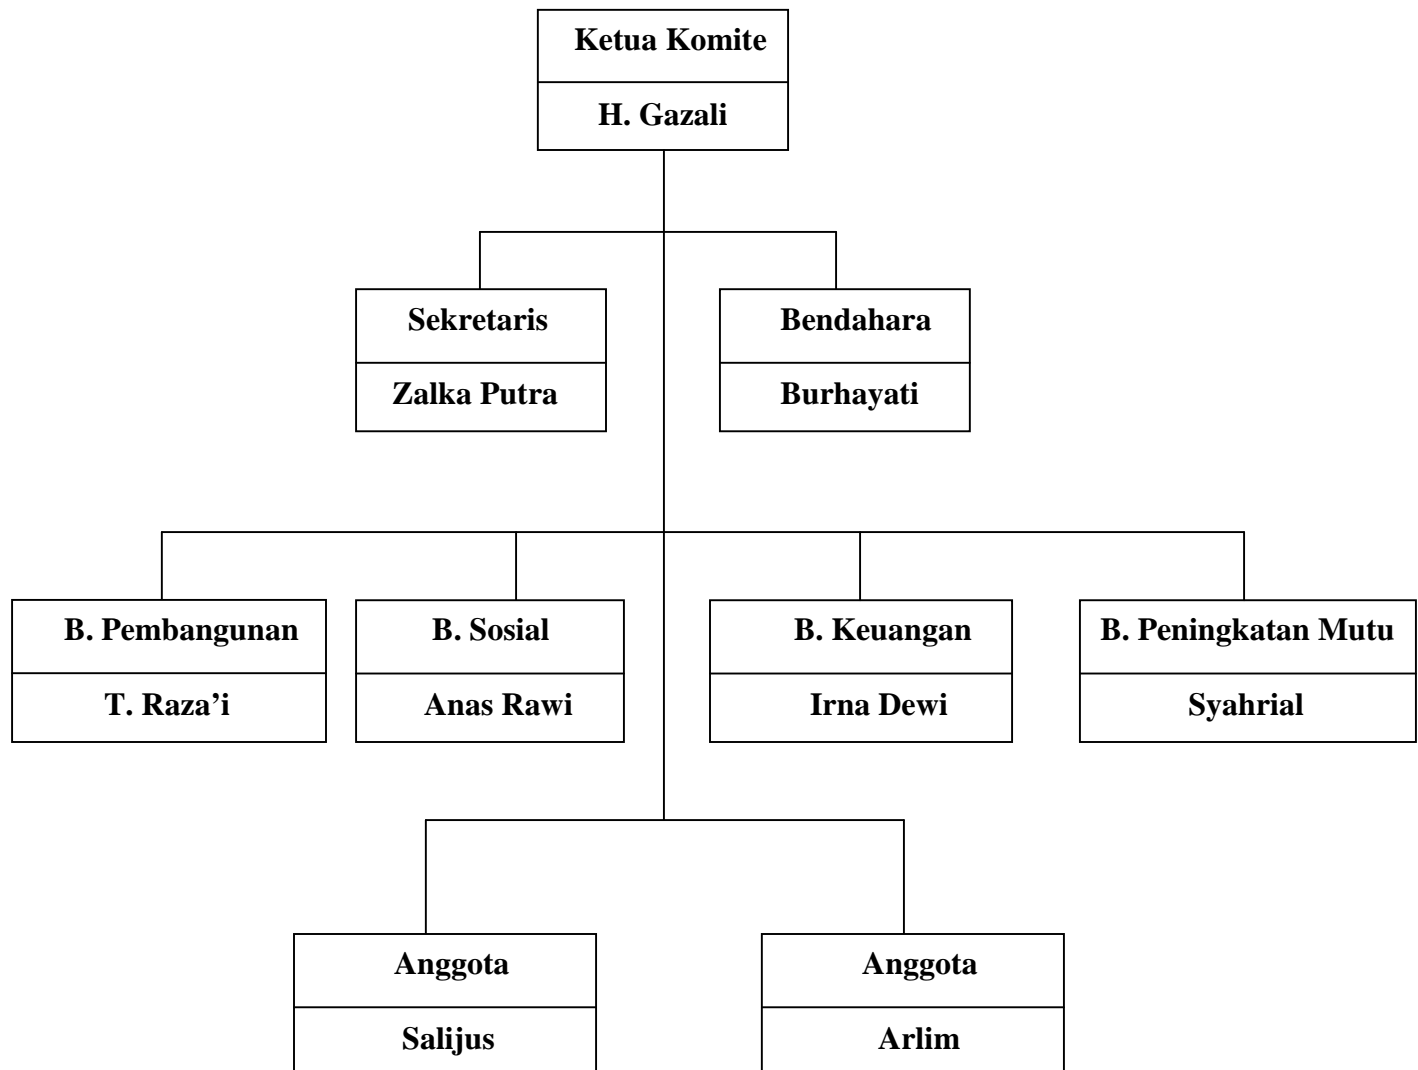 Ketua Komite
H. Gazali
Sekretaris
Zalka Putra
Bendahara
Burhayati
B. Pembangunan
T. Raza’i
B. Sosial
Anas Rawi
B. Keuangan
Irna Dewi
B. Peningkatan Mutu
Syahrial
Anggota
Salijus
Anggota
Arlim